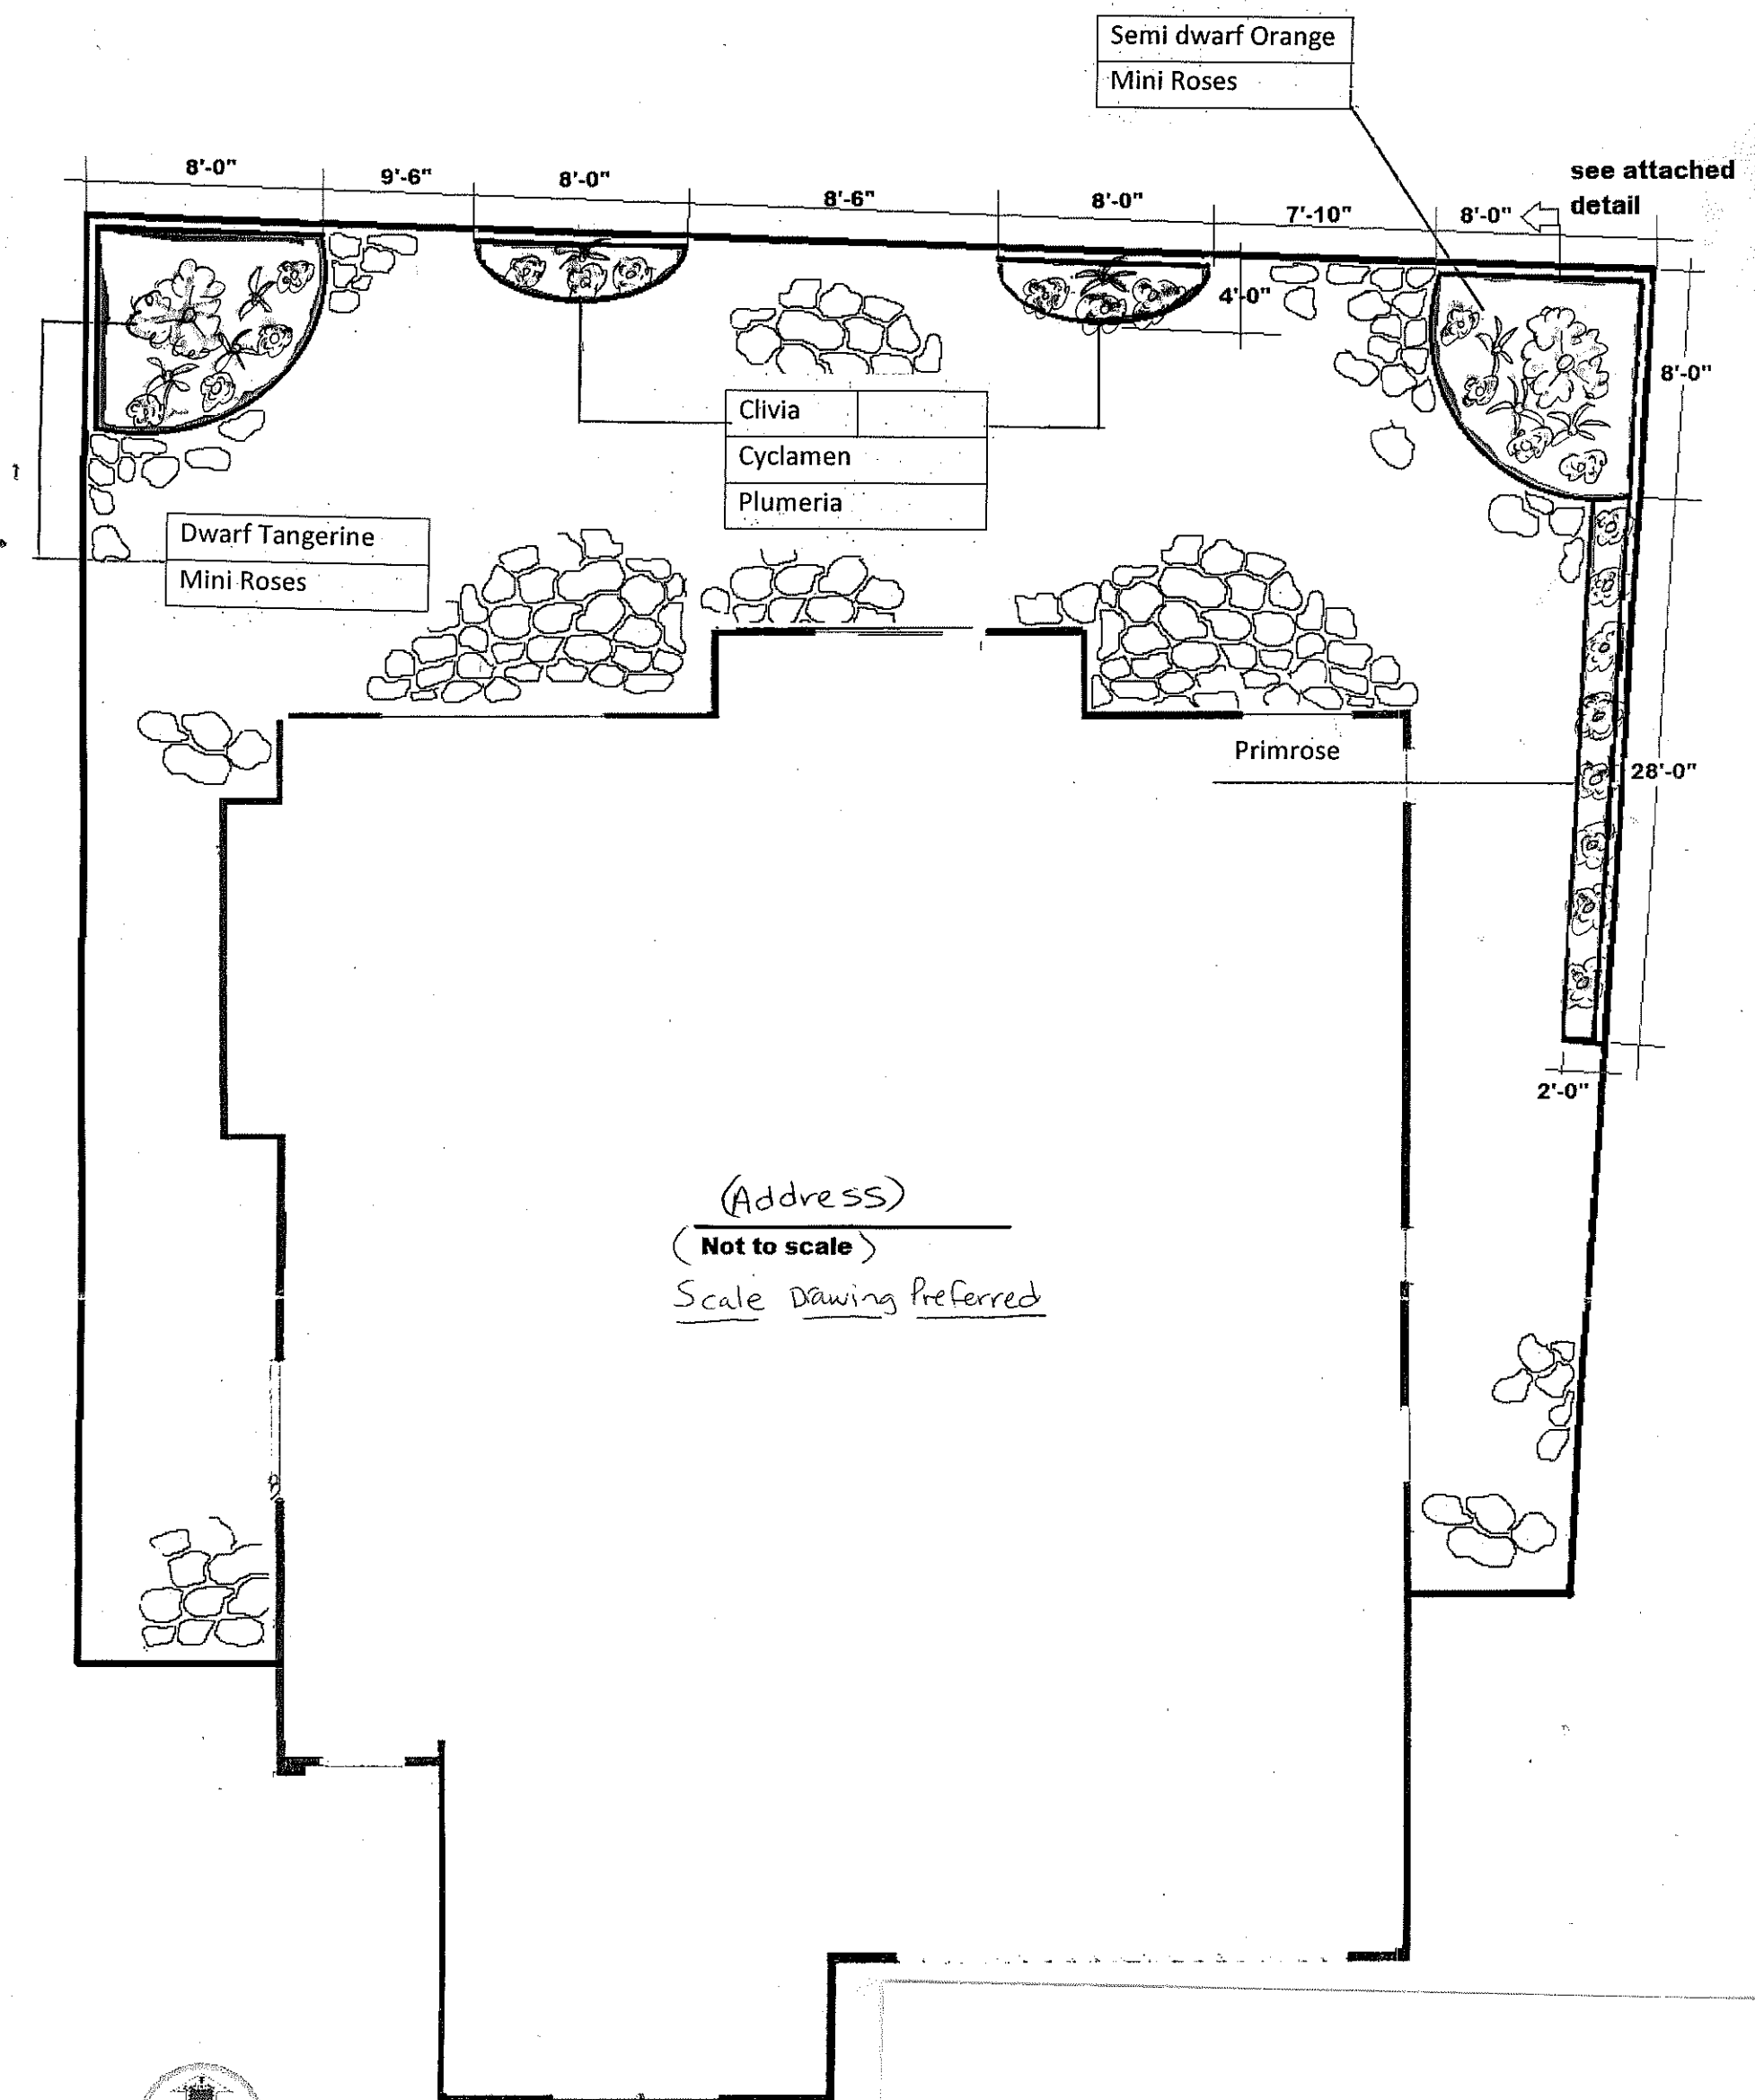 Semi dwarf Orange
Mini Roses
see attached
detail
8'-0"
9'-6"
8'-0"
8'-6"
8'-0"
7'-10"
8'-0"
4'-0"
8'-0"
Clivia
Cyclamen
Plumeria
Dwarf Tangerine
Mini Roses
Primrose
28'-0"
2'-0"
(Address)
(Not to scale)
Scale Drawing Preferred